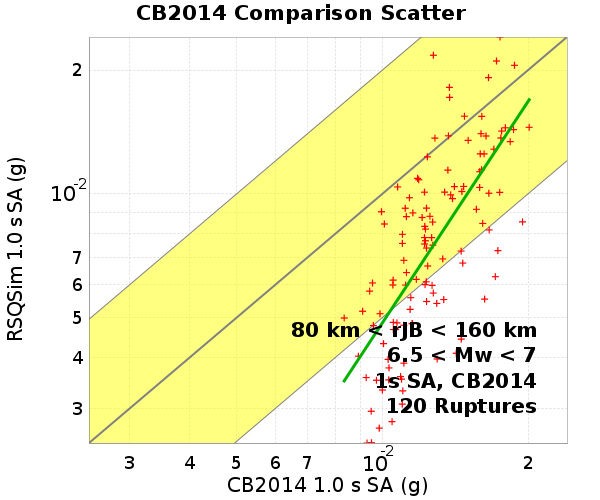 CB2014 Comparison Scatter
RSQSim 1.0 s SA (g)
2
10-2
7
6
5
4
3
80 km < rJB < 160 km
6.5 < Mw < 7
1s SA, CB2014
120 Ruptures
3 4 5 6 7 10-2 2
CB2014 1.0 s SA (g)